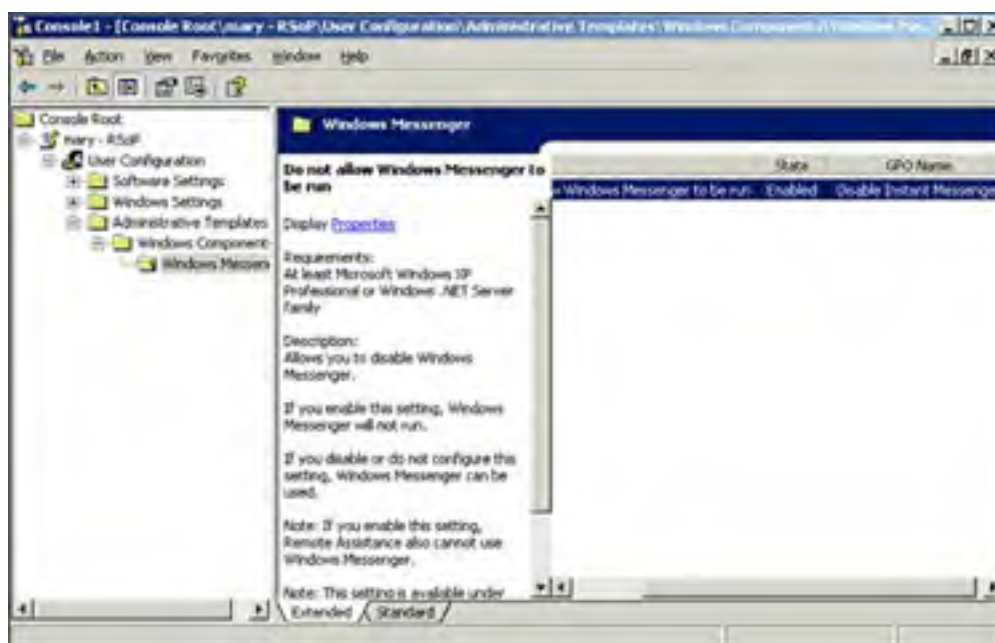 Console1 - [Console Root\mary - RSoP\User Configuration\Administrative Templates\Windows Components\Windows Me
File Action View Favorites Window Help
Console Root
mary - RSoP
User Configuration
Software Settings
Windows Settings
Administrative Templates
Windows Component
Windows Messen
Windows Messenger
Do not allow Windows Messenger to
be run
Display Properties
Requirements:
At least Microsoft Windows XP
Professional or Windows .NET Server
family
Description:
Allows you to disable Windows
Messenger.
If you enable this setting, Windows
Messenger will not run.
If you disable or do not configure this
setting, Windows Messenger can be
used.
Note: If you enable this setting,
Remote Assistance also cannot use
Windows Messenger.
Note: This setting is available under
State GPO Name
Windows Messenger to be run Enabled Disable Instant Messenge
Extended Standard